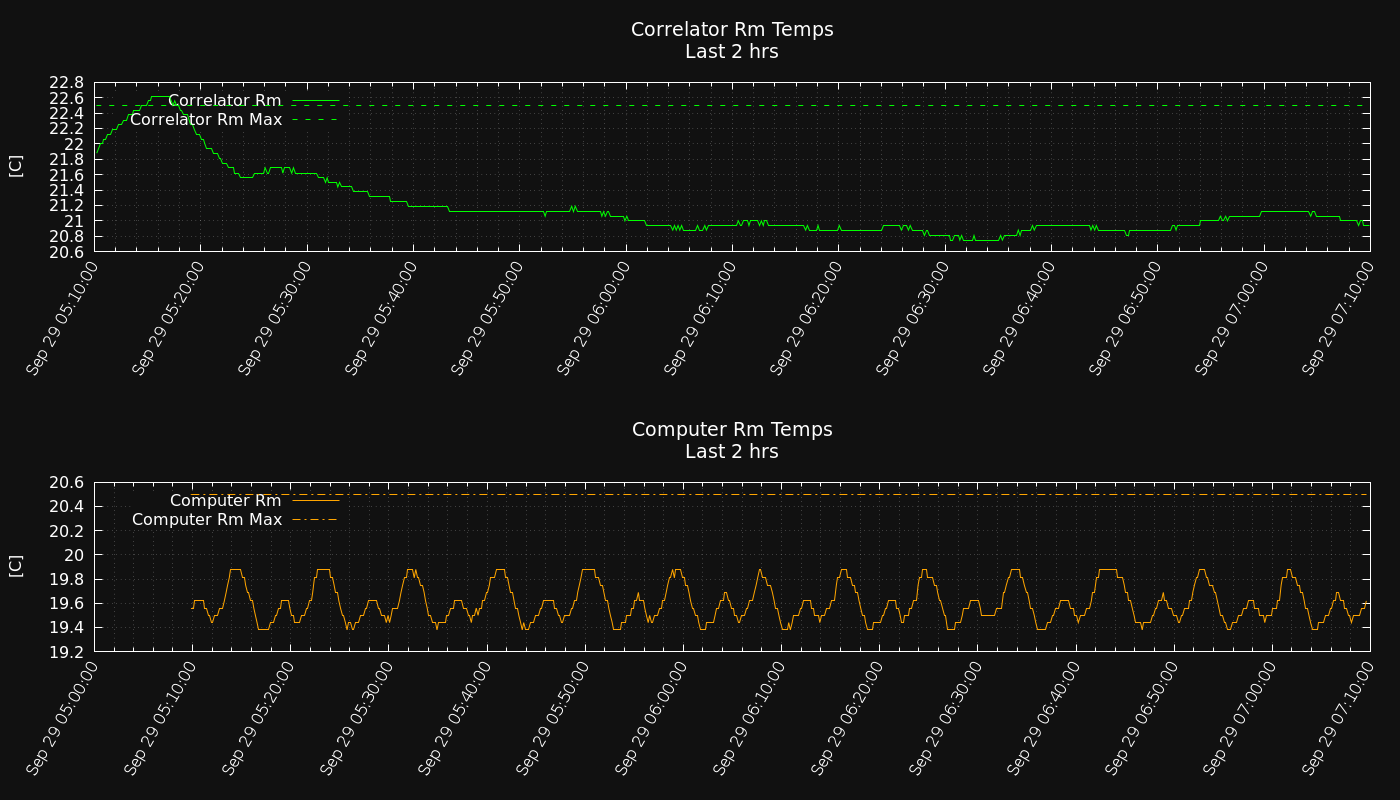 Correlator Rm Temps
Last 2 hrs
22.8
22.6
22.4
22.2
22
21.8
21.6
21.4
21.2
21
20.8
20.6
[C]
Correlator Rm
Correlator Rm Max
Sep 29 05:10:00
Sep 29 05:20:00
Sep 29 05:30:00
Sep 29 05:40:00
Sep 29 05:50:00
Sep 29 06:00:00
Sep 29 06:10:00
Sep 29 06:20:00
Sep 29 06:30:00
Sep 29 06:40:00
Sep 29 06:50:00
Sep 29 07:00:00
Sep 29 07:10:00
Computer Rm Temps
Last 2 hrs
20.6
20.4
20.2
20
19.8
19.6
19.4
19.2
[C]
Computer Rm
Computer Rm Max
Sep 29 05:00:00
Sep 29 05:10:00
Sep 29 05:20:00
Sep 29 05:30:00
Sep 29 05:40:00
Sep 29 05:50:00
Sep 29 06:00:00
Sep 29 06:10:00
Sep 29 06:20:00
Sep 29 06:30:00
Sep 29 06:40:00
Sep 29 06:50:00
Sep 29 07:00:00
Sep 29 07:10:00